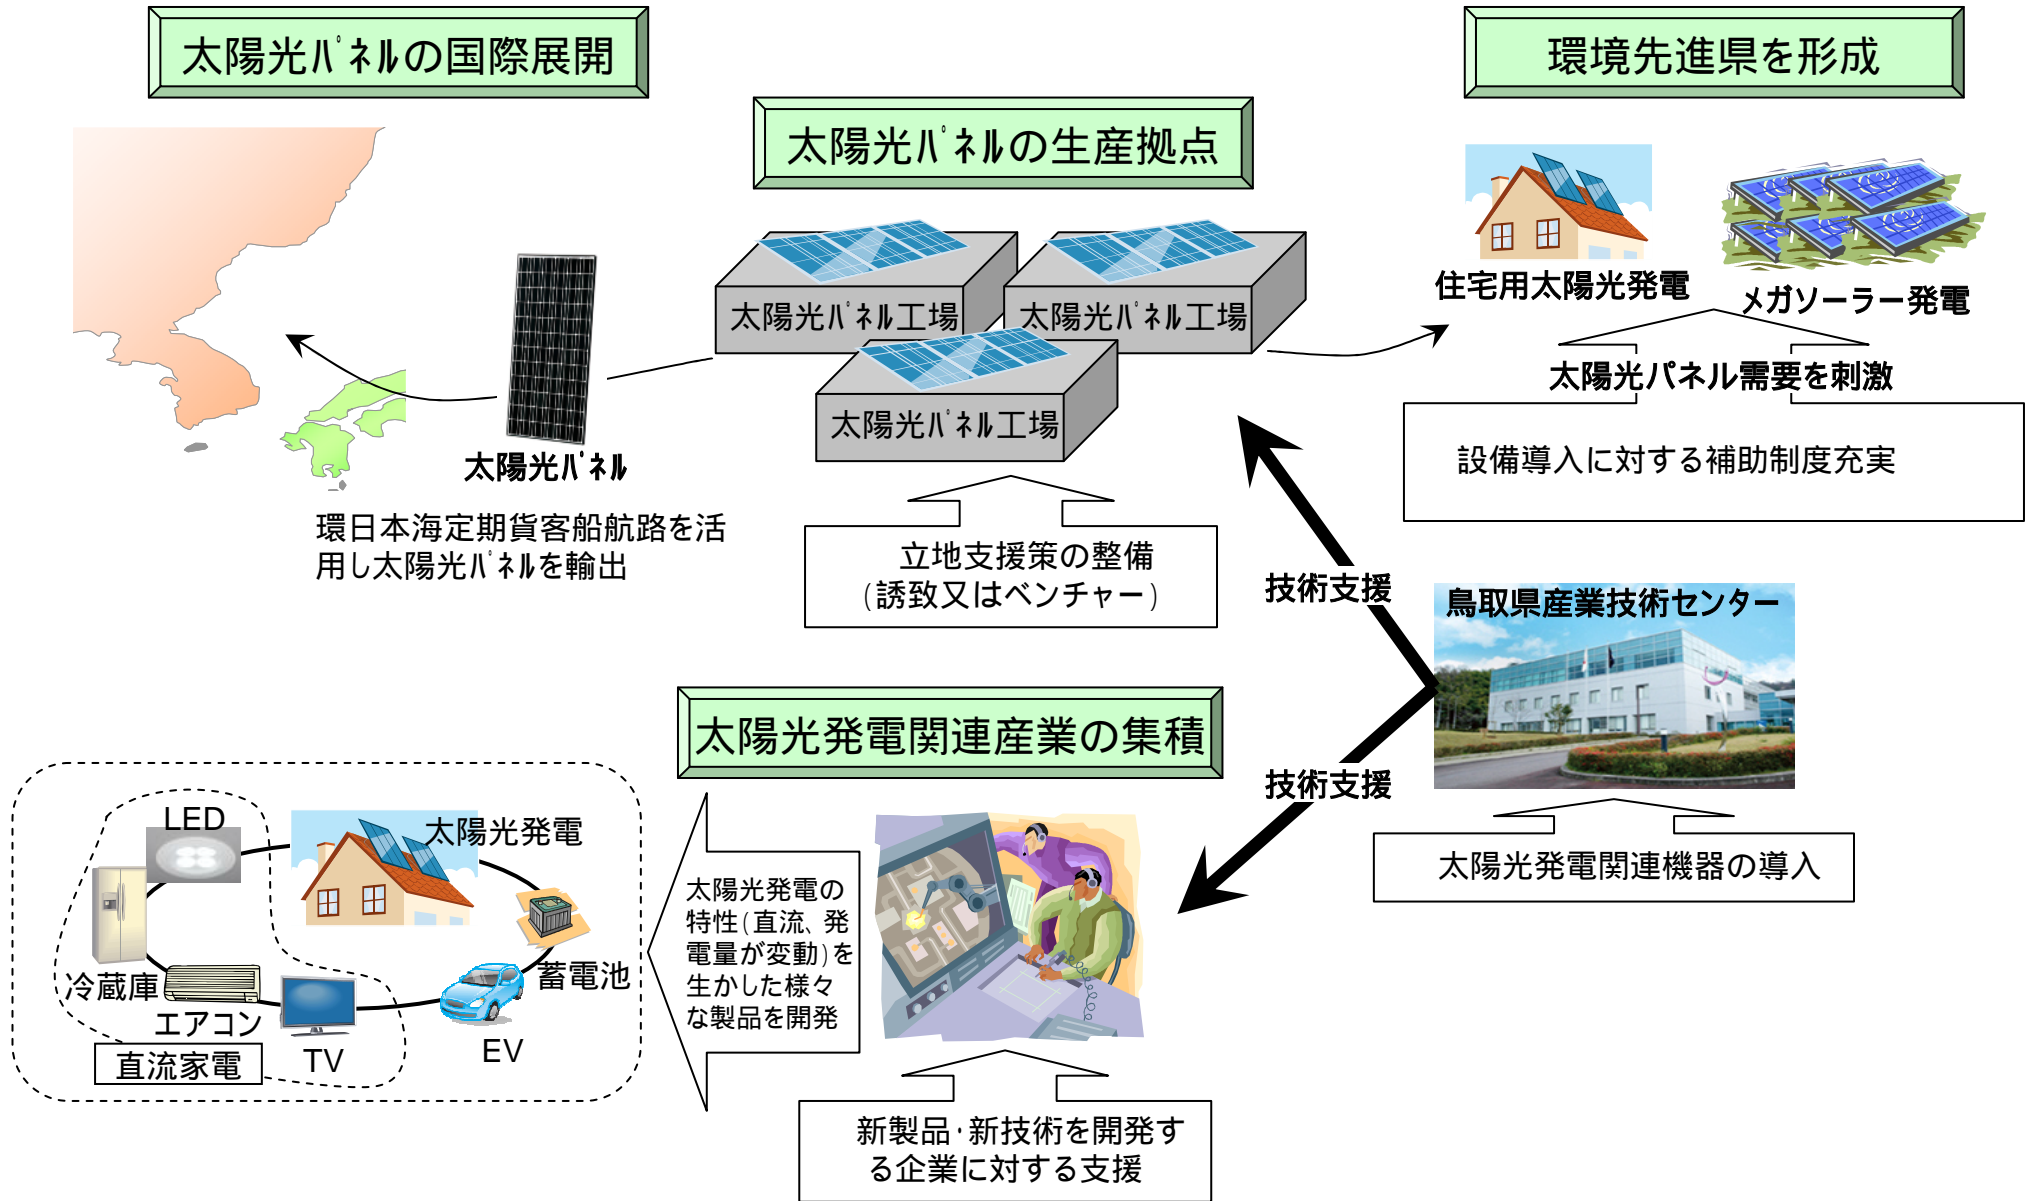 太陽光パネルの国際展開
太陽光パネルの生産拠点
環境先進県を形成
太陽光パネル工場
太陽光パネル工場
太陽光パネル工場
住宅用太陽光発電
メガソーラー発電
太陽光パネル需要を刺激
設備導入に対する補助制度充実
太陽光パネル
環日本海定期貨客船航路を活
用し太陽光パネルを輸出
立地支援策の整備
(誘致又はベンチャー)
技術支援
鳥取県産業技術センター
技術支援
太陽光発電関連機器の導入
太陽光発電関連産業の集積
LED
太陽光発電
冷蔵庫
蓄電池
エアコン
TV
EV
直流家電
太陽光発電の
特性(直流、発
電量が変動)を
生かした様々
な製品を開発
新製品・新技術を開発す
る企業に対する支援